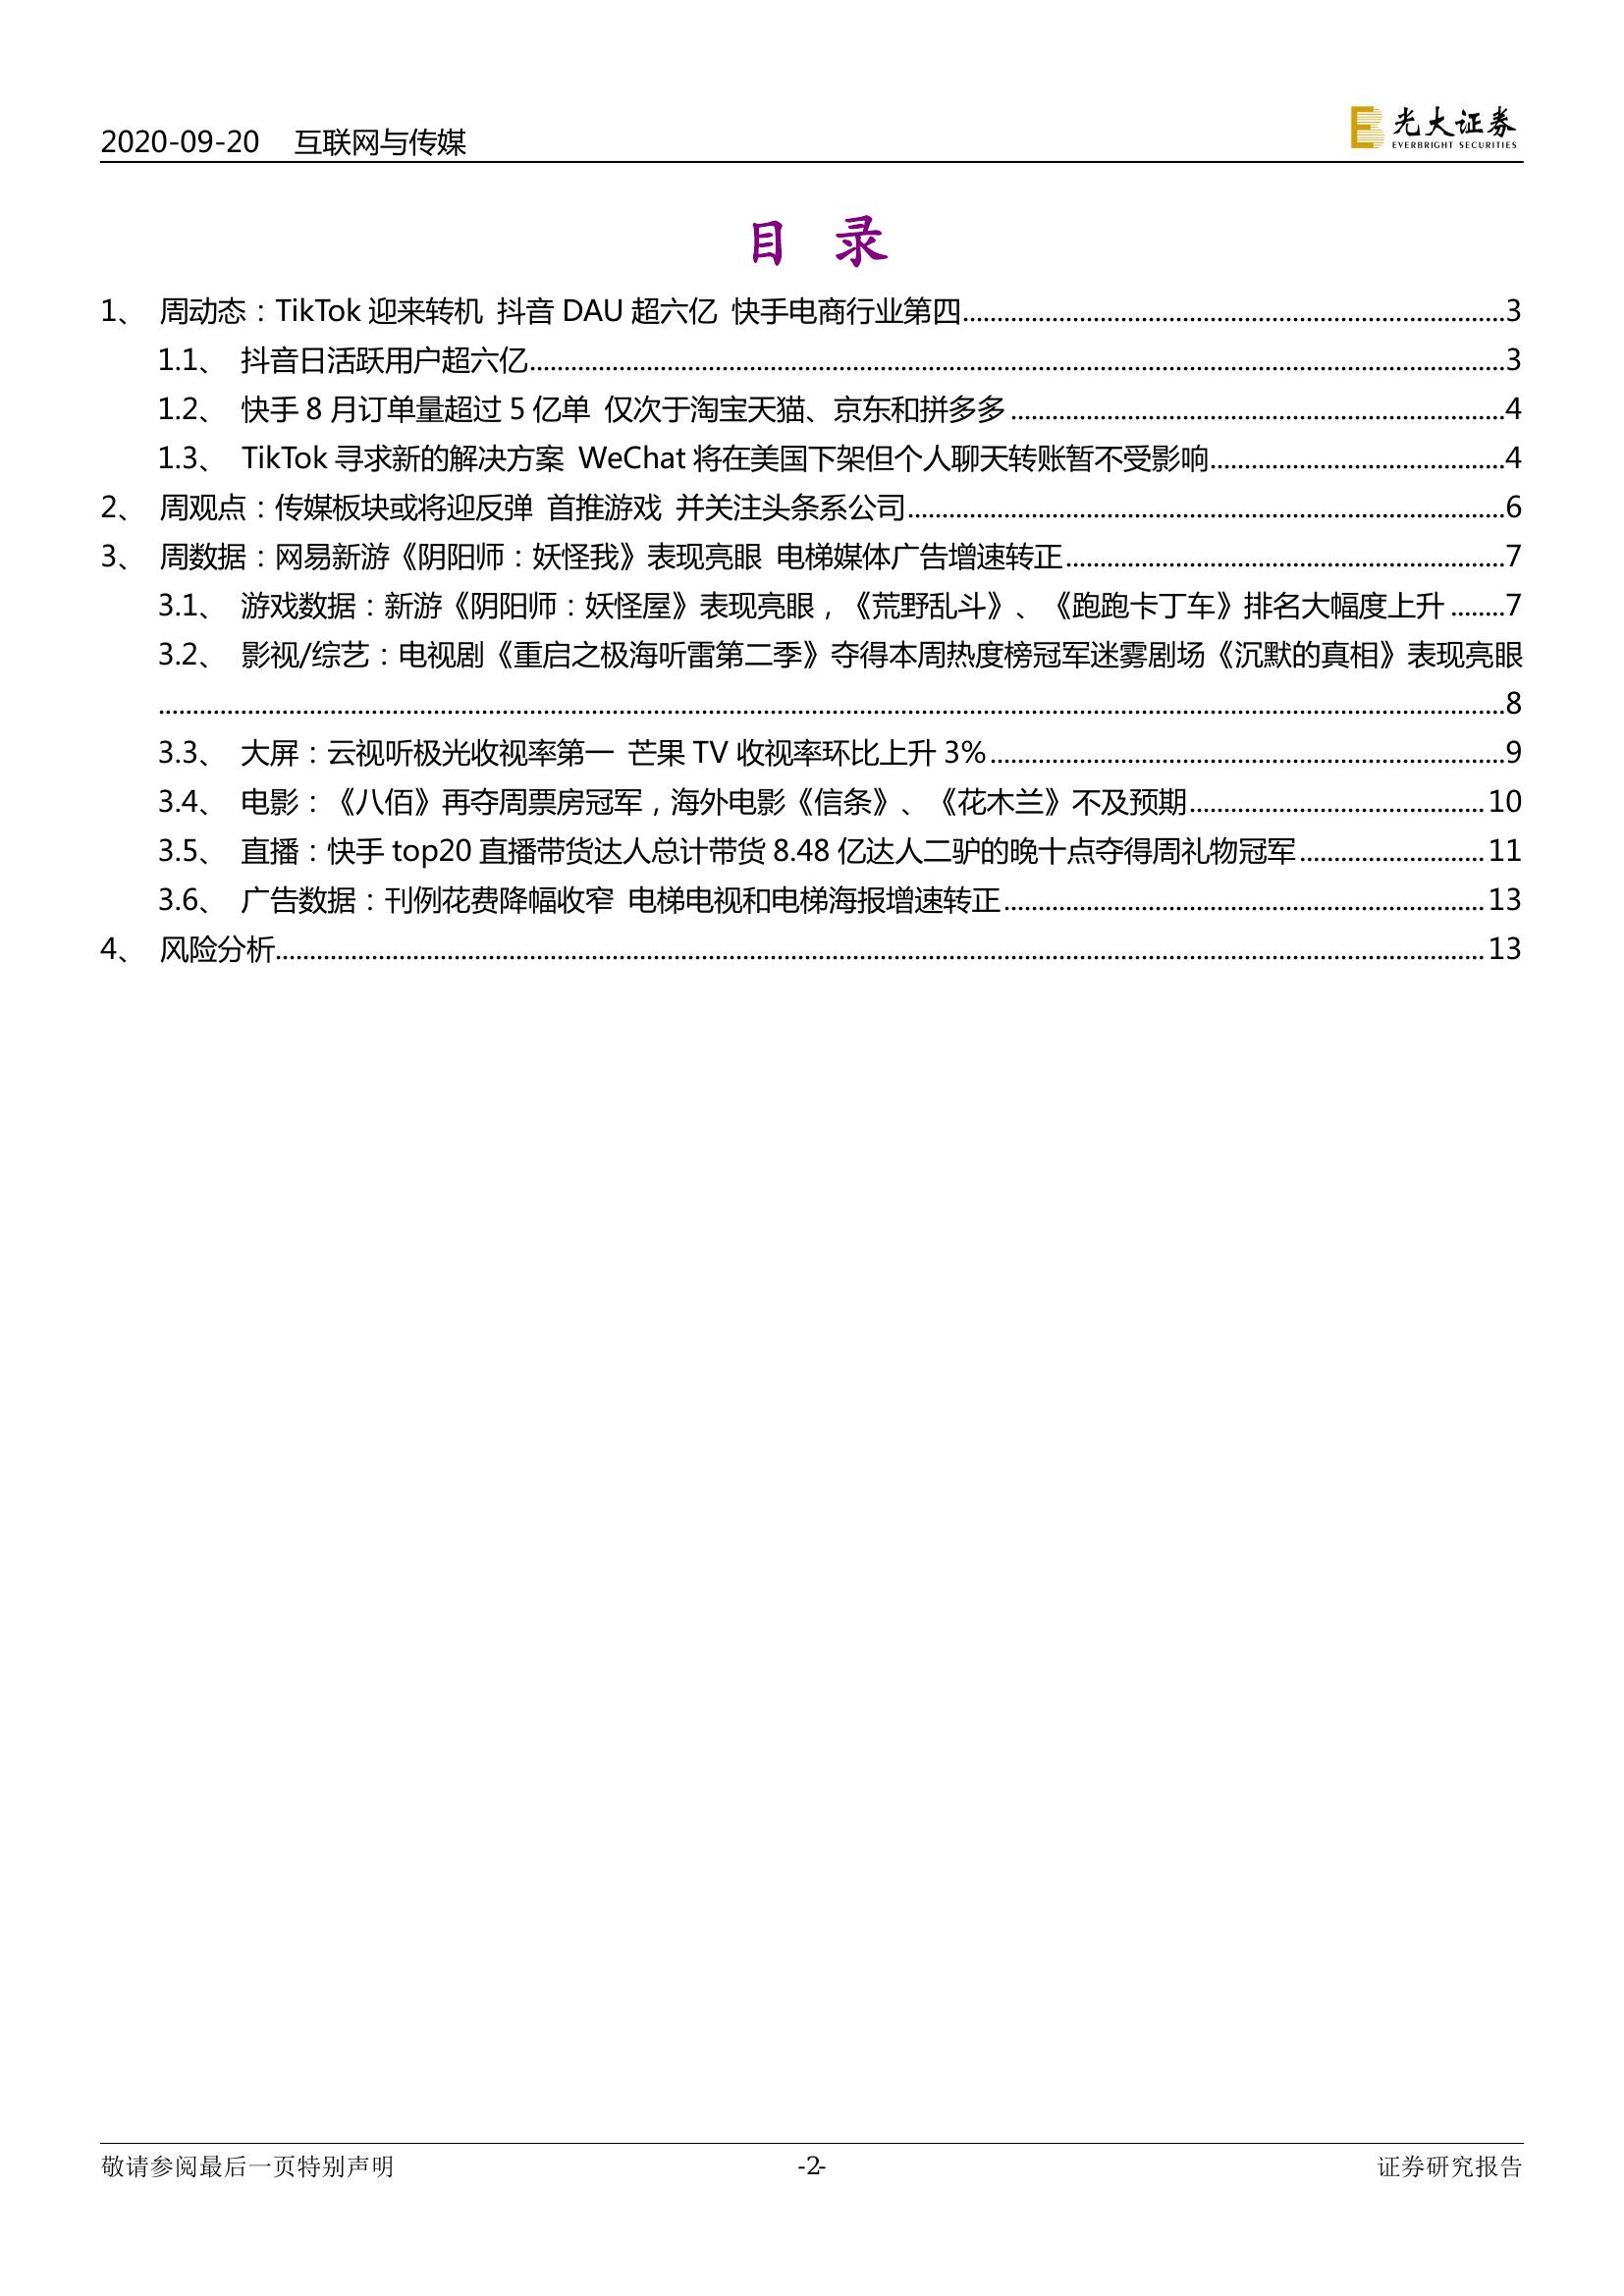 2020-09-20 互联网与传媒
光大证券
EVERBRIGHT SECURITIES
目 录
1、 周动态：TikTok 迎来转机 抖音 DAU 超六亿 快手电商行业第四........................3
1.1、 抖音日活跃用户超六亿........................3
1.2、 快手 8 月订单量超过 5 亿单 仅次于淘宝天猫、京东和拼多多........................4
1.3、 TikTok 寻求新的解决方案 WeChat 将在美国下架但个人聊天转账暂不受影响........................4
2、 周观点：传媒板块或将迎反弹 首推游戏 并关注头条系公司........................6
3、 周数据：网易新游《阴阳师：妖怪我》表现亮眼 电梯媒体广告增速转正........................7
3.1、 游戏数据：新游《阴阳师：妖怪屋》表现亮眼，《荒野乱斗》、《跑跑卡丁车》排名大幅度上升.......7
3.2、 影视/综艺：电视剧《重启之极海听雷第二季》夺得本周热度榜冠军迷雾剧场《沉默的真相》表现亮眼
........................8
3.3、 大屏：云视听极光收视率第一 芒果 TV 收视率环比上升 3%........................9
3.4、 电影：《八佰》再夺周票房冠军，海外电影《信条》、《花木兰》不及预期........................10
3.5、 直播：快手 top20 直播带货达人总计带货 8.48 亿达人二驴的晚十点夺得周礼物冠军........................11
3.6、 广告数据：刊例花费降幅收窄 电梯电视和电梯海报增速转正........................13
4、 风险分析........................13
敬请参阅最后一页特别声明 -2- 证券研究报告